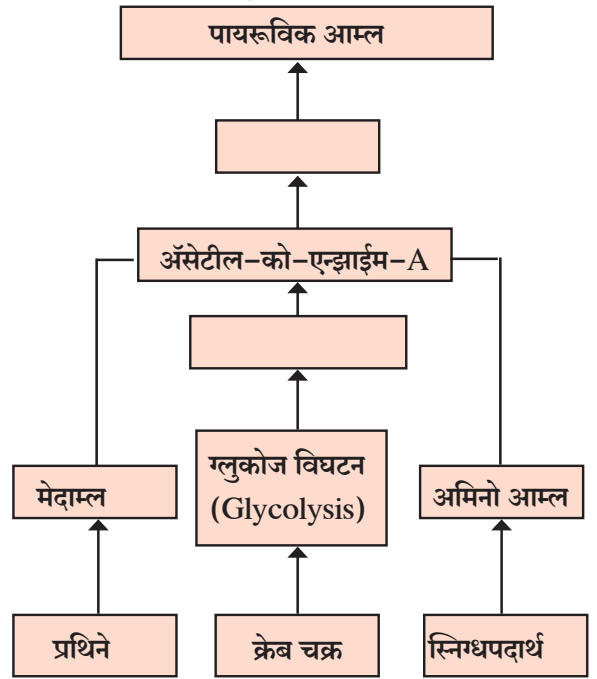 पायरूविक आम्ल
ॲसेटील-को-एन्झाईम-A
ग्लुकोज विघटन
(Glycolysis)
मेदाम्ल
अमिनो आम्ल
प्रथिने
क्रेब चक्र
स्निग्धपदार्थ